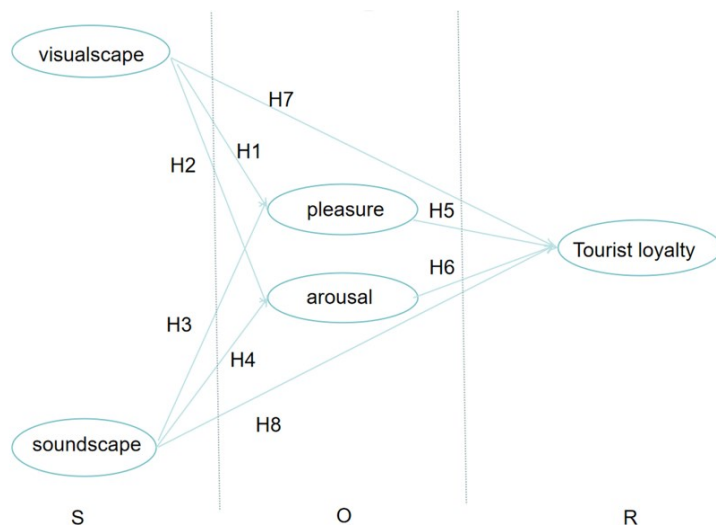 visualscape
H7
H1
H2
pleasure
H5
Tourist loyalty
H6
arousal
H3
H4
H8
soundscape
S
O
R